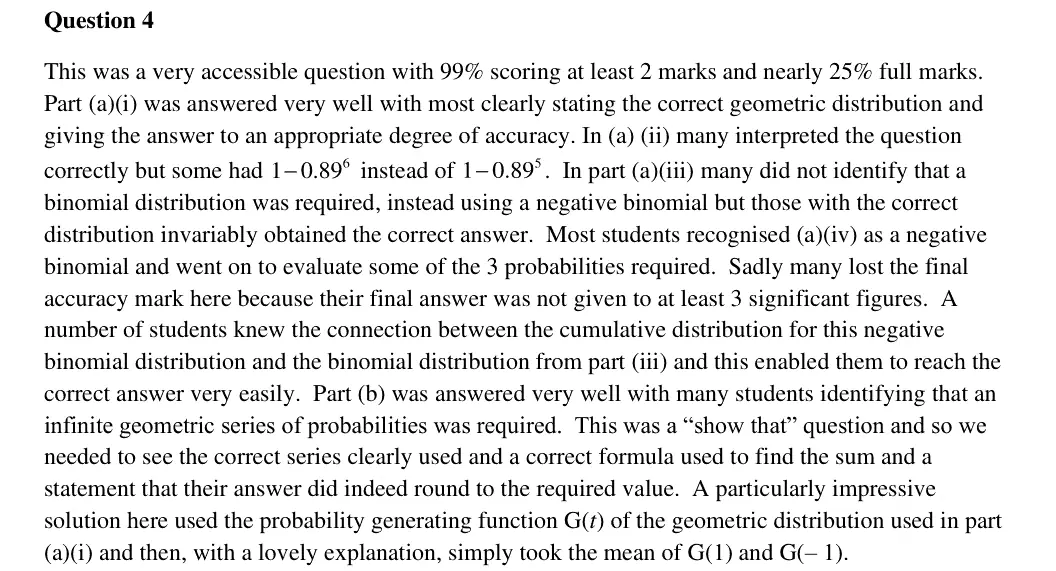 Question 4
This was a very accessible question with 99% scoring at least 2 marks and nearly 25% full marks.
Part (a)(i) was answered very well with most clearly stating the correct geometric distribution and
giving the answer to an appropriate degree of accuracy. In (a) (ii) many interpreted the question
correctly but some had 1−0.89⁶ instead of 1−0.89⁵. In part (a)(iii) many did not identify that a
binomial distribution was required, instead using a negative binomial but those with the correct
distribution invariably obtained the correct answer. Most students recognised (a)(iv) as a negative
binomial and went on to evaluate some of the 3 probabilities required. Sadly many lost the final
accuracy mark here because their final answer was not given to at least 3 significant figures. A
number of students knew the connection between the cumulative distribution for this negative
binomial distribution and the binomial distribution from part (iii) and this enabled them to reach the
correct answer very easily. Part (b) was answered very well with many students identifying that an
infinite geometric series of probabilities was required. This was a “show that” question and so we
needed to see the correct series clearly used and a correct formula used to find the sum and a
statement that their answer did indeed round to the required value. A particularly impressive
solution here used the probability generating function G(t) of the geometric distribution used in part
(a)(i) and then, with a lovely explanation, simply took the mean of G(1) and G(– 1).